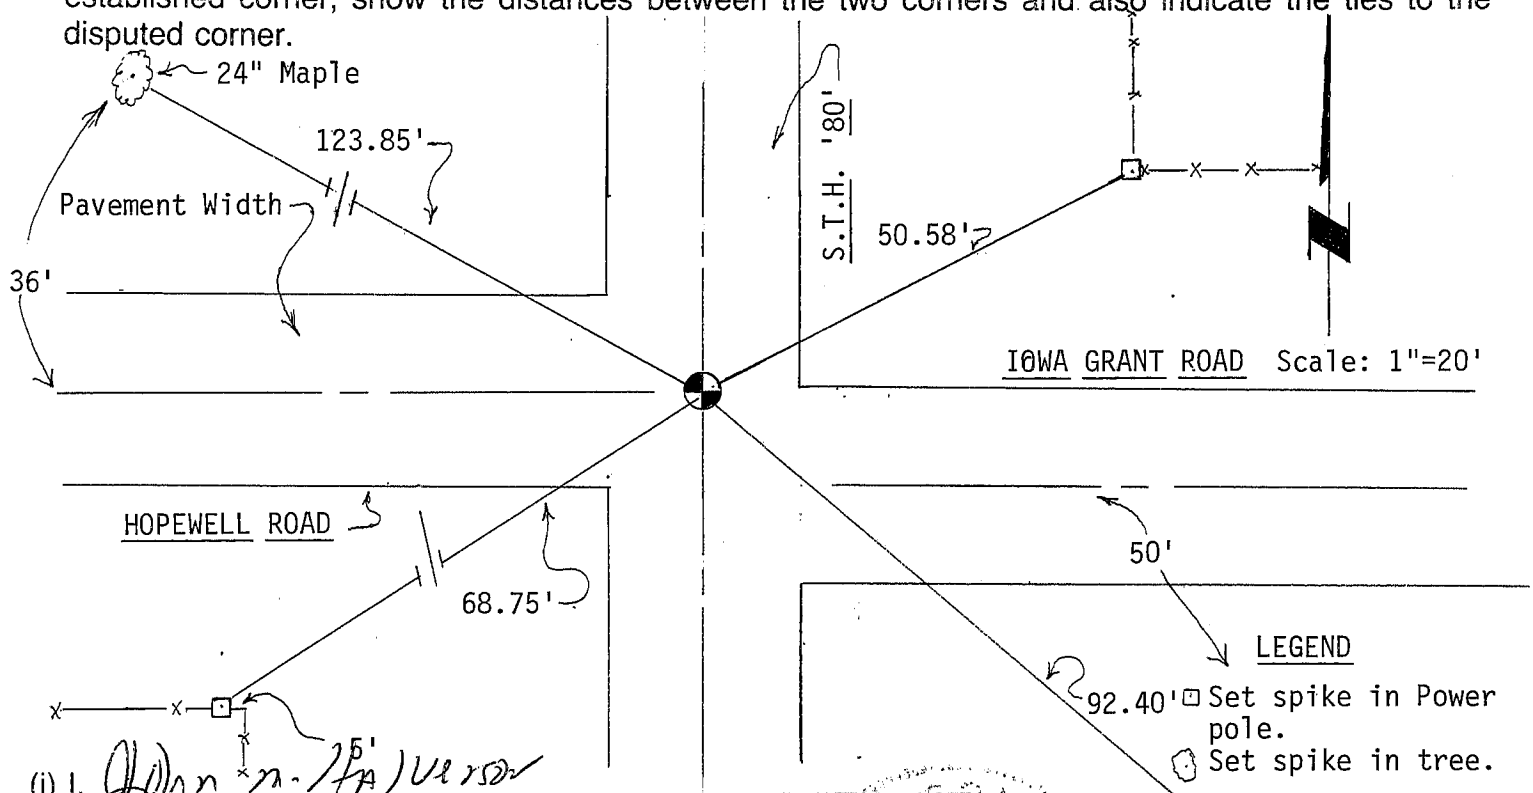 established corner, show the distances between the two corners and also indicate the ties to the
disputed corner.
24" Maple
123.85'
Pavement Width
S.T.H. '80'
50.58'
36'
IOWA GRANT ROAD Scale: 1"=20'
HOPEWELL ROAD
50'
68.75'
LEGEND
92.40'
Set spike in Power
pole.
5'
Set spike in tree.
(i) I,